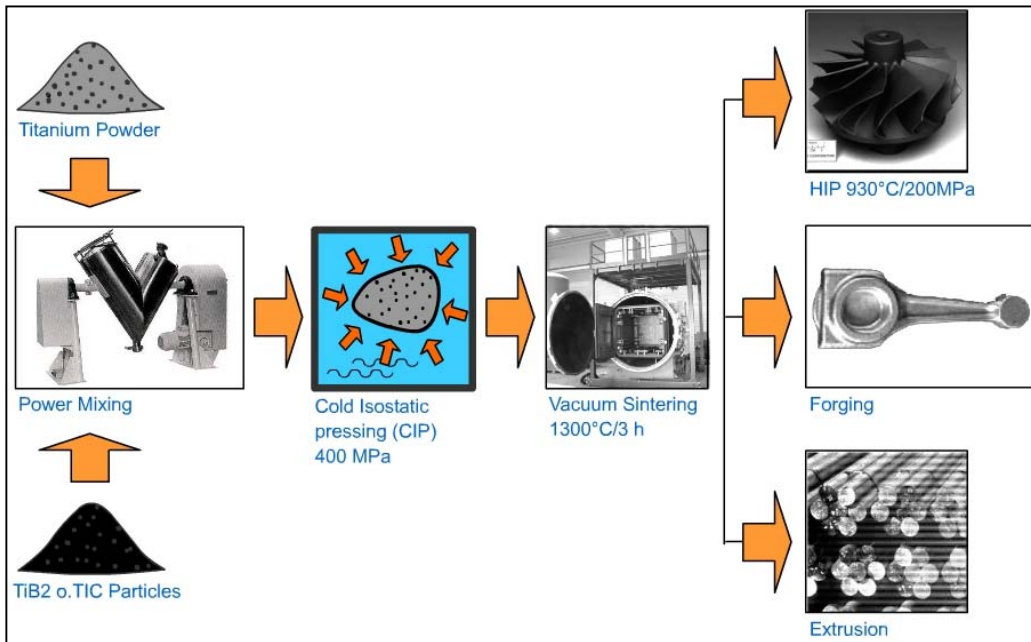 Titanium Powder
Power Mixing
TiB2 o.TIC Particles
Cold Isostatic
pressing (CIP)
400 MPa
Vacuum Sintering
1300°C/3 h
HIP 930°C/200MPa
Forging
Extrusion